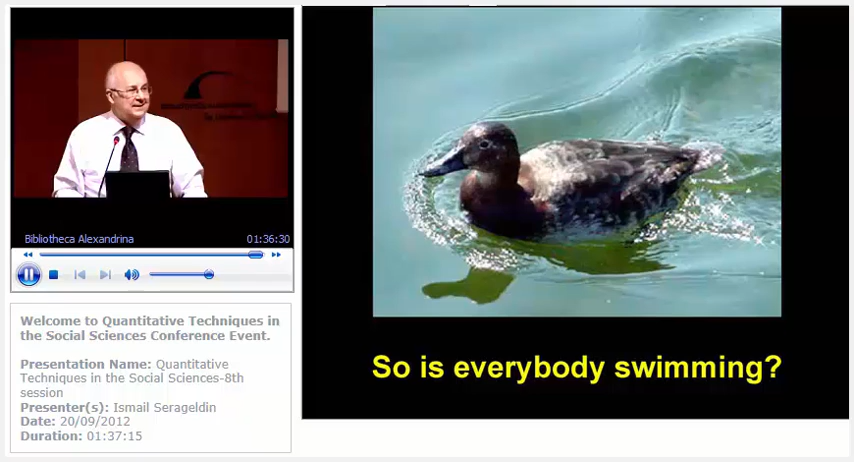 Bibliotheca Alexandrina 01:36:30
Welcome to Quantitative Techniques in
the Social Sciences Conference Event.
Presentation Name: Quantitative
Techniques in the Social Sciences-8th
session
Presenter(s): Ismail Serageldin
Date: 20/09/2012
Duration: 01:37:15
So is everybody swimming?